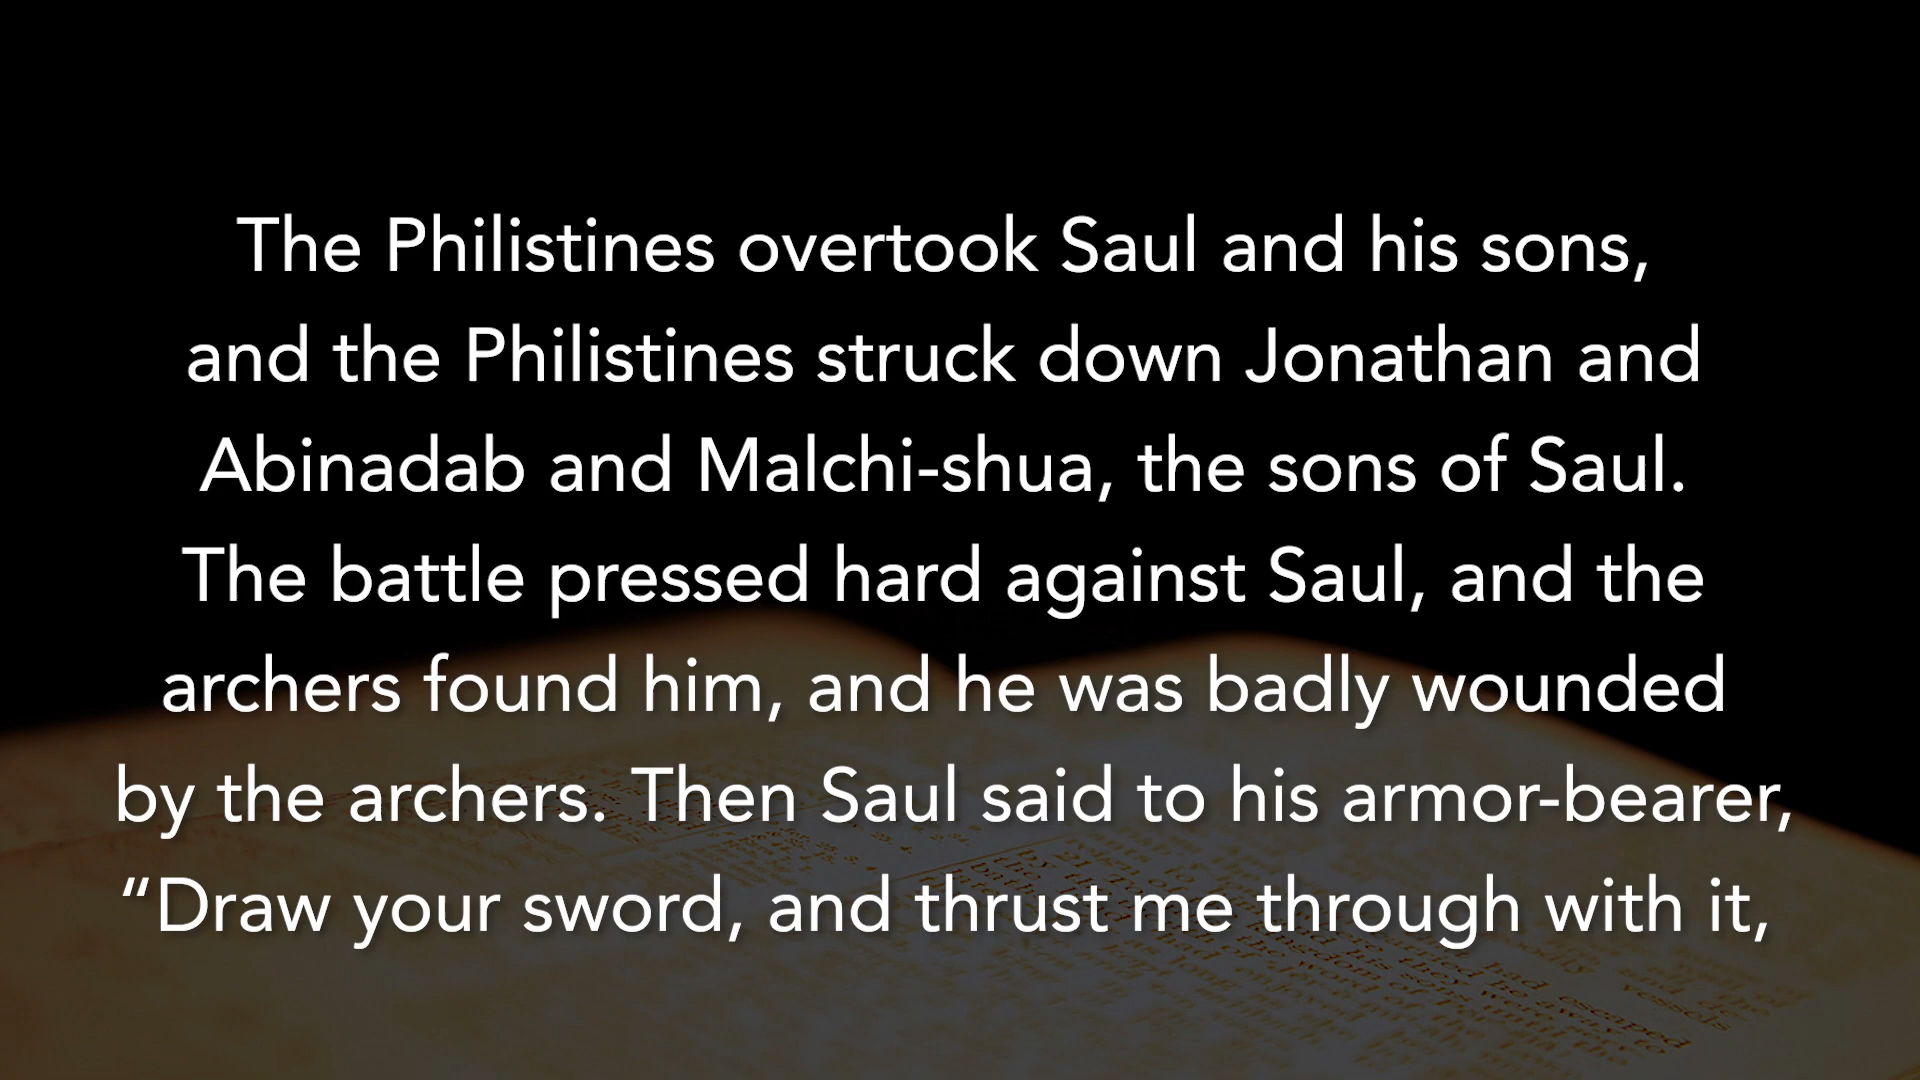 The Philistines overtook Saul and his sons,
and the Philistines struck down Jonathan and
Abinadab and Malchi-shua, the sons of Saul.
The battle pressed hard against Saul, and the
archers found him, and he was badly wounded
by the archers. Then Saul said to his armor-bearer,
“Draw your sword, and thrust me through with it,